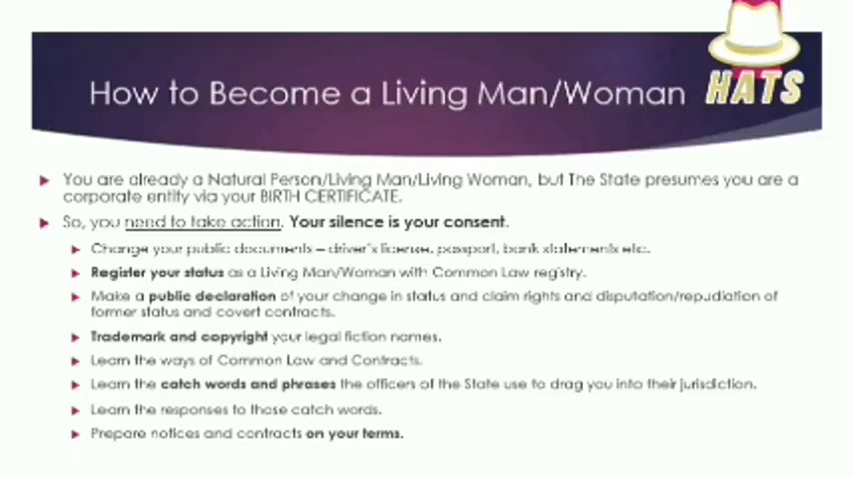 HATS
How to Become a Living Man/Woman
You are already a Natural Person/Living Man/Living Woman, but The State presumes you are a
corporate entity via your BIRTH CERTIFICATE.
So, you need to take action. Your silence is your consent.
Change your public documents – driver's license, passport, bank statements etc.
Register your status as a Living Man/Woman with Common Law registry.
Make a public declaration of your change in status and claim rights and disputation/repudiation of
former status and covert contracts.
Trademark and copyright your legal fiction names.
Learn the ways of Common Law and Contracts.
Learn the catch words and phrases the officers of the State use to drag you into their jurisdiction.
Learn the responses to those catch words.
Prepare notices and contracts on your terms.